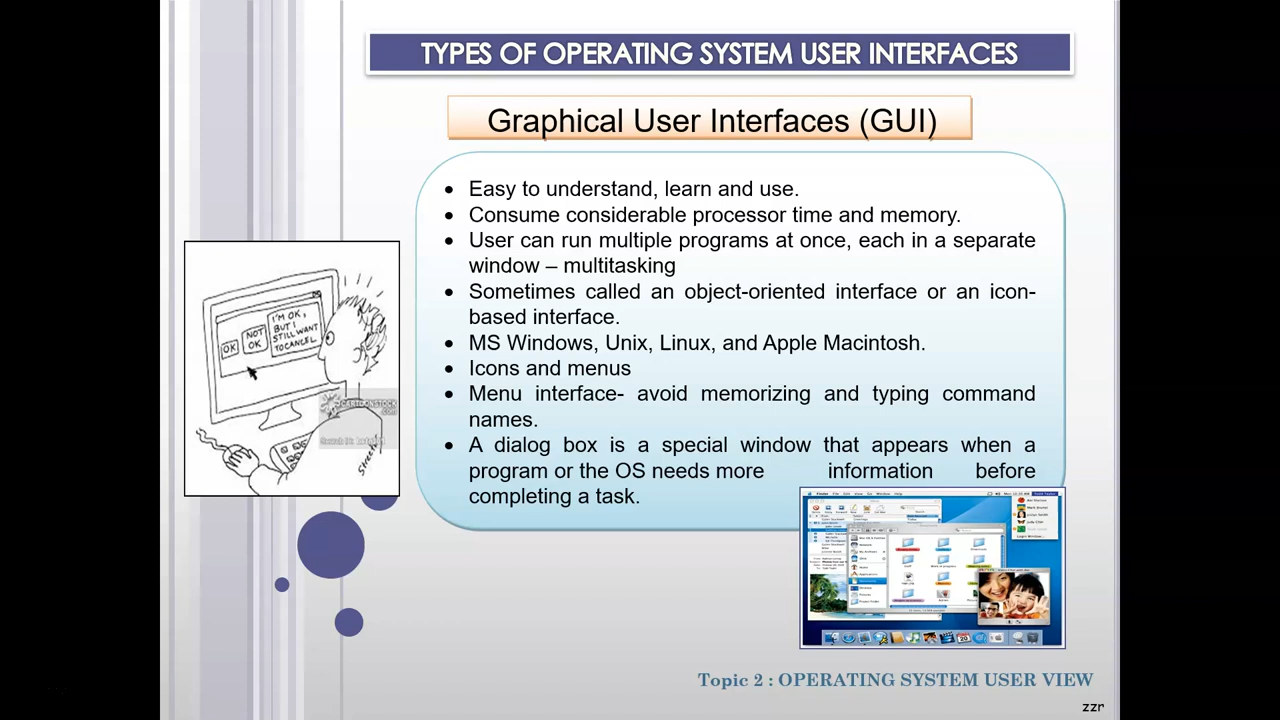 TYPES OF OPERATING SYSTEM USER INTERFACES
Graphical User Interfaces (GUI)
• Easy to understand, learn and use.
• Consume considerable processor time and memory.
• User can run multiple programs at once, each in a separate
window – multitasking
• Sometimes called an object-oriented interface or an icon-
based interface.
• MS Windows, Unix, Linux, and Apple Macintosh.
• Icons and menus
• Menu interface- avoid memorizing and typing command
names.
• A dialog box is a special window that appears when a
program or the OS needs more information before
completing a task.
OK
NOT
OK
I'M OK,
BUT I
STILL WANT
TO CANCEL
CARTOONSTOCK
.com
Topic 2 : OPERATING SYSTEM USER VIEW
zzr